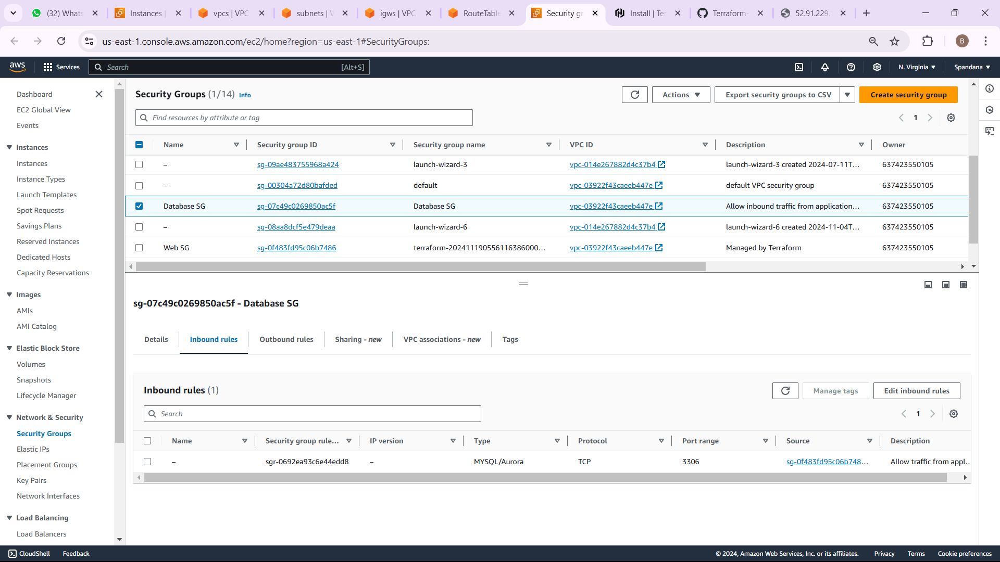 (32) Whats
Instances |
vpcs | VPC
subnets | V
igws | VPC
RouteTable
Security gr
Install | Ter
Terraform-
52.91.229.
us-east-1.console.aws.amazon.com/ec2/home?region=us-east-1#SecurityGroups:
B
aws
Services
Search
[Alt+S]
N. Virginia
Spandana
Dashboard
EC2 Global View
Events
Instances
Instances
Instance Types
Launch Templates
Spot Requests
Savings Plans
Reserved Instances
Dedicated Hosts
Capacity Reservations
Images
AMIs
AMI Catalog
Elastic Block Store
Volumes
Snapshots
Lifecycle Manager
Network & Security
Security Groups
Elastic IPs
Placement Groups
Key Pairs
Network Interfaces
Load Balancing
Load Balancers
Security Groups (1/14) Info
Actions
Export security groups to CSV
Create security group
Find resources by attribute or tag
1
Name Security group ID Security group name VPC ID Description Owner
– sg-09ae483755968a424 launch-wizard-3 vpc-014e267882d4c37b4 launch-wizard-3 created 2024-07-11T... 637423550105
– sg-00304a72d80bafded default vpc-03922f43caeeb447e default VPC security group 637423550105
Database SG sg-07c49c0269850ac5f Database SG vpc-03922f43caeeb447e Allow inbound traffic from application... 637423550105
– sg-08aa8dcf5e479deaa launch-wizard-6 vpc-014e267882d4c37b4 launch-wizard-6 created 2024-11-04T... 637423550105
Web SG sg-0f483fd95c06b7486 terraform-20241119055611638600​0... vpc-03922f43caeeb447e Managed by Terraform 637423550105
sg-07c49c0269850ac5f - Database SG
Details
Inbound rules
Outbound rules
Sharing - new
VPC associations - new
Tags
Inbound rules (1)
Manage tags
Edit inbound rules
Search
1
Name Security group rule... IP version Type Protocol Port range Source Description
– sgr-0692ea93c6e44edd8 – MYSQL/Aurora TCP 3306 sg-0f483fd95c06b748... Allow traffic from appl...
CloudShell
Feedback
© 2024, Amazon Web Services, Inc. or its affiliates.
Privacy
Terms
Cookie preferences